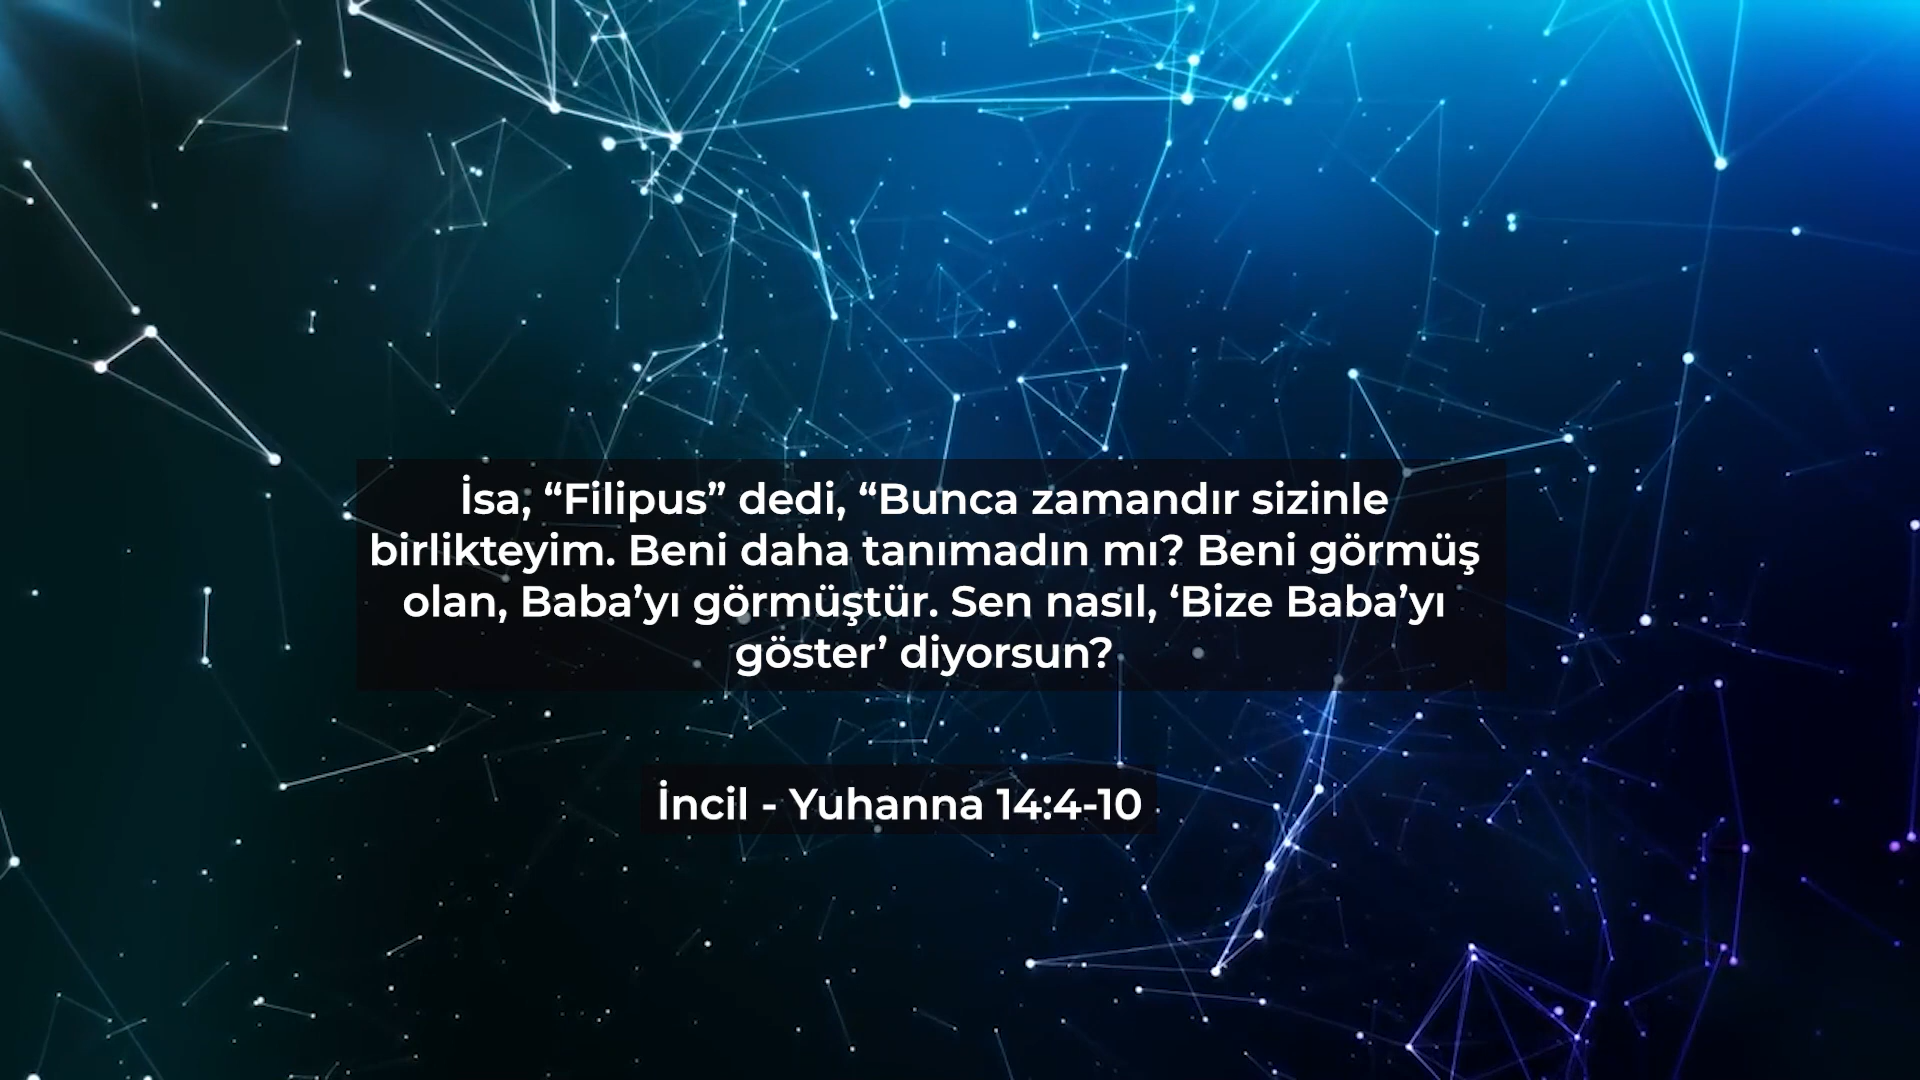 İsa, “Filipus” dedi, “Bunca zamandır sizinle
birlikteyim. Beni daha tanımadın mı? Beni görmüş
olan, Baba’yı görmüştür. Sen nasıl, ‘Bize Baba’yı
göster’ diyorsun?
İncil - Yuhanna 14:4-10